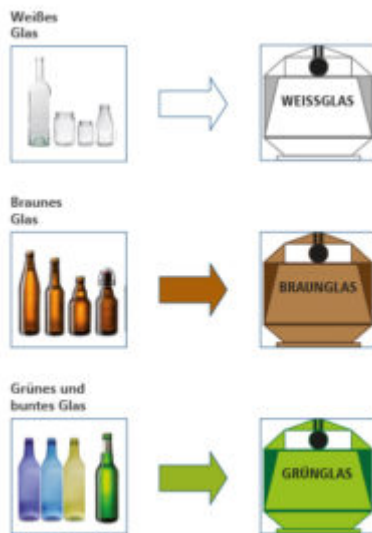 Weißes
Glas
WEISSGLAS
Braunes
Glas
BRAUNGLAS
Grünes und
buntes Glas
GRÜNGLAS